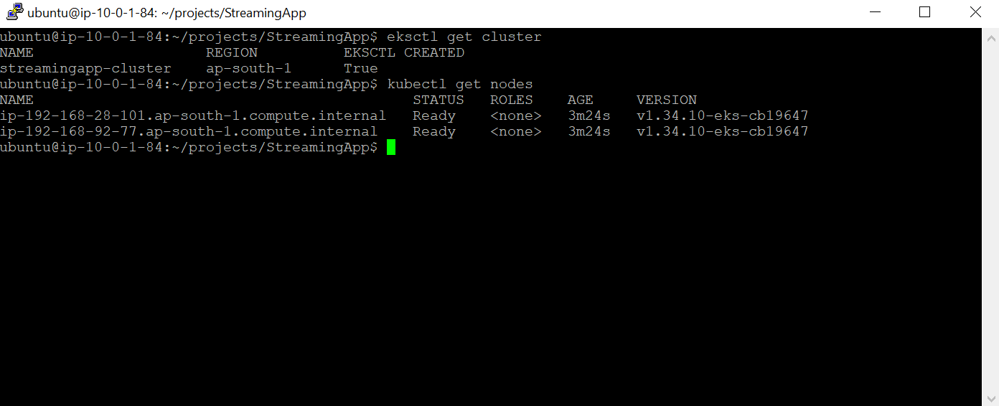 ubuntu@ip-10-0-1-84: ~/projects/StreamingApp
ubuntu@ip-10-0-1-84:~/projects/StreamingApp$ eksctl get cluster
NAME                    REGION          EKSCTL CREATED
streamingapp-cluster    ap-south-1      True
ubuntu@ip-10-0-1-84:~/projects/StreamingApp$ kubectl get nodes
NAME                                            STATUS   ROLES    AGE     VERSION
ip-192-168-28-101.ap-south-1.compute.internal   Ready    <none>   3m24s   v1.34.10-eks-cb19647
ip-192-168-92-77.ap-south-1.compute.internal    Ready    <none>   3m24s   v1.34.10-eks-cb19647
ubuntu@ip-10-0-1-84:~/projects/StreamingApp$